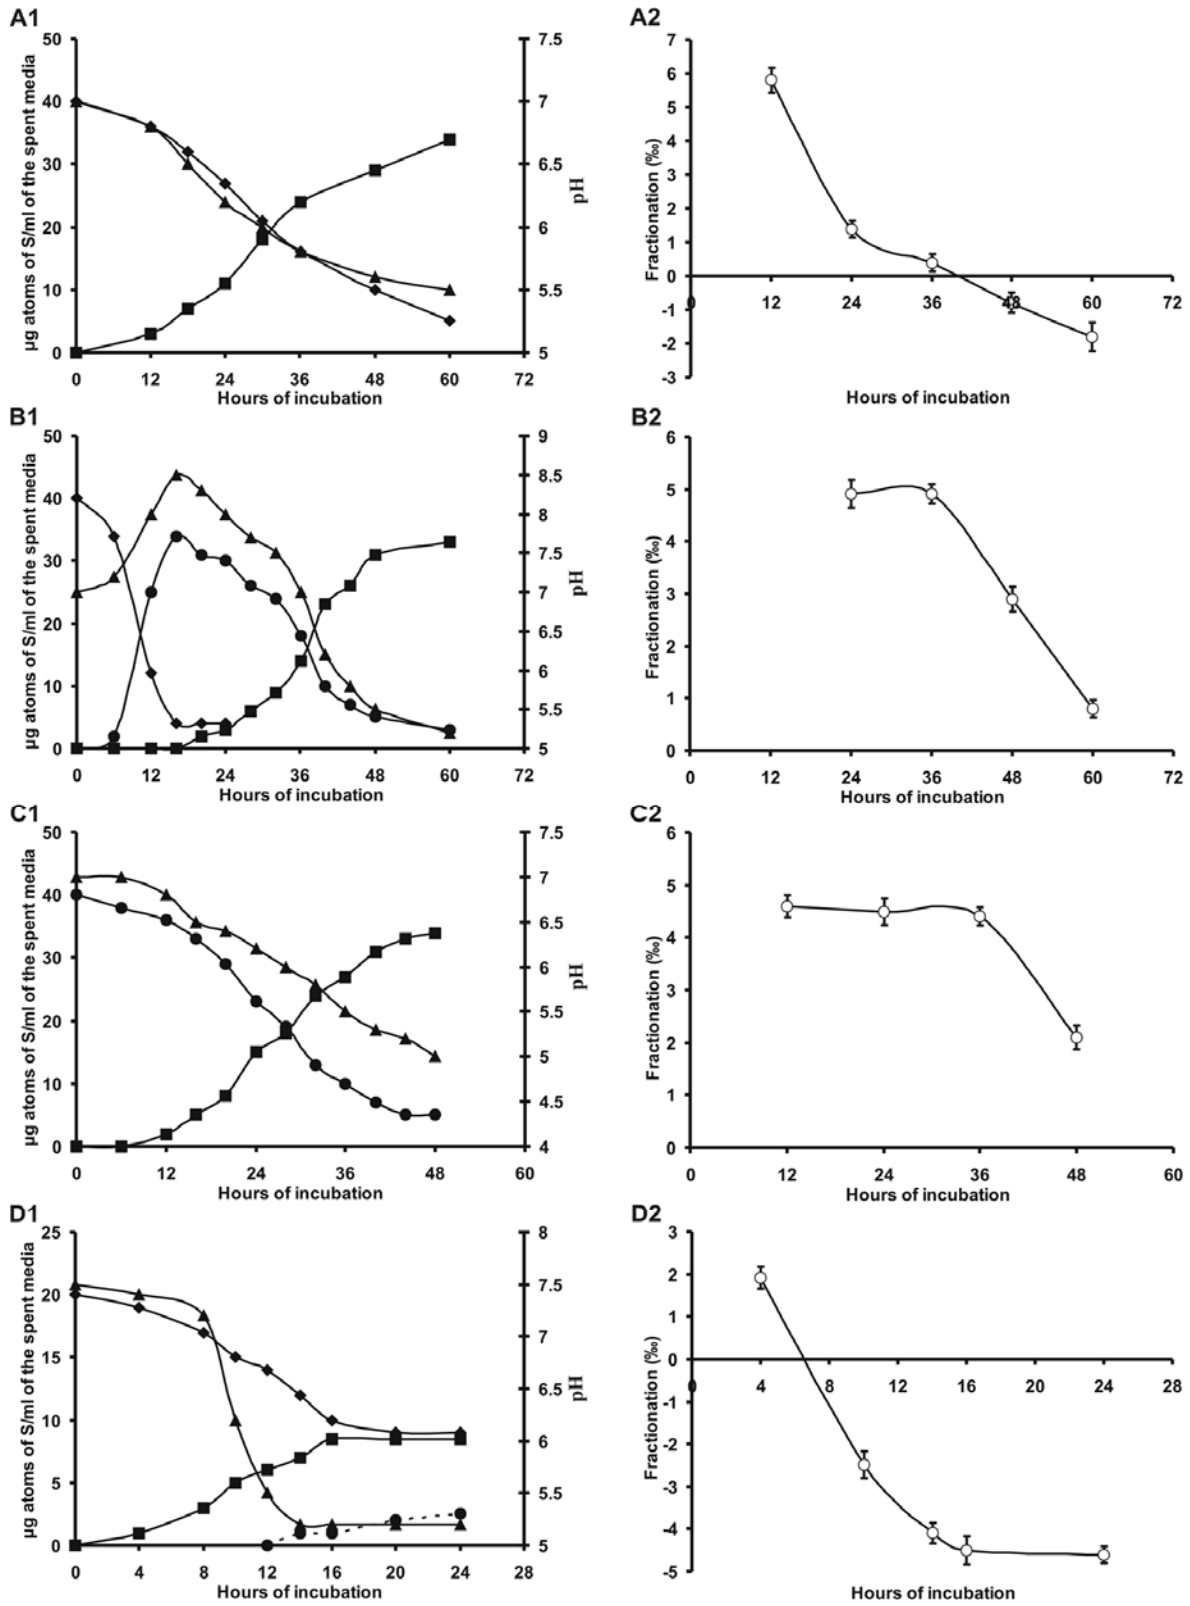 A1
µg atoms of S/ml of the spent media
50
40
30
20
10
0
7.5
7
6.5
6
5.5
5
pH
0 12 24 36 48 60 72
Hours of incubation
A2
Fractionation (‰)
7
6
5
4
3
2
1
0
-1
-2
-3
0 12 24 36 48 60 72
Hours of incubation
B1
µg atoms of S/ml of the spent media
50
40
30
20
10
0
9
8.5
8
7.5
7
6.5
6
5.5
5
pH
0 12 24 36 48 60 72
Hours of incubation
B2
Fractionation (‰)
6
5
4
3
2
1
0
0 12 24 36 48 60 72
Hours of incubation
C1
µg atoms of S/ml of the spent media
50
40
30
20
10
0
7.5
7
6.5
6
5.5
5
4.5
4
pH
0 12 24 36 48 60
Hours of incubation
C2
Fractionation (‰)
6
5
4
3
2
1
0
0 12 24 36 48 60
Hours of incubation
D1
µg atoms of S/ml of the spent media
25
20
15
10
5
0
8
7.5
7
6.5
6
5.5
5
pH
0 4 8 12 16 20 24 28
Hours of incubation
D2
Fractionation (‰)
3
2
1
0
-1
-2
-3
-4
-5
0 4 8 12 16 20 24 28
Hours of incubation